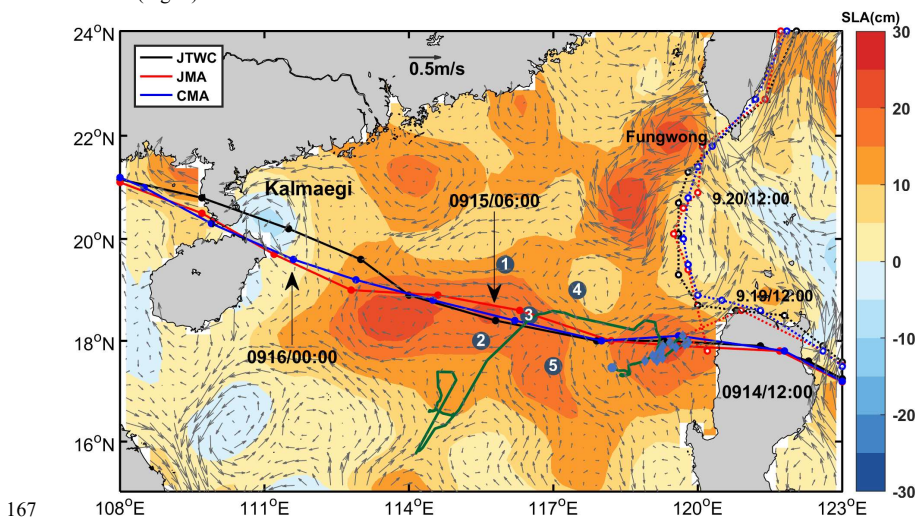 SLA(cm)
24°N
22°N
20°N
18°N
16°N
JTWC
JMA
CMA
0.5m/s
Fungwong
Kalmaegi
0915/06:00
9.20/12:00
9.19/12:00
0916/00:00
0914/12:00
1
2
3
4
5
30
20
10
0
-10
-20
-30
167
108°E
111°E
114°E
117°E
120°E
123°E